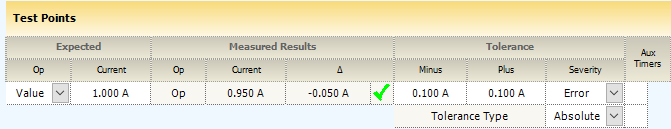 Test Points
Expected Measured Results Tolerance Aux Timers
Op Current Op Current Δ Minus Plus Severity
Value 1.000 A Op 0.950 A -0.050 A 0.100 A 0.100 A Error
Tolerance Type Absolute